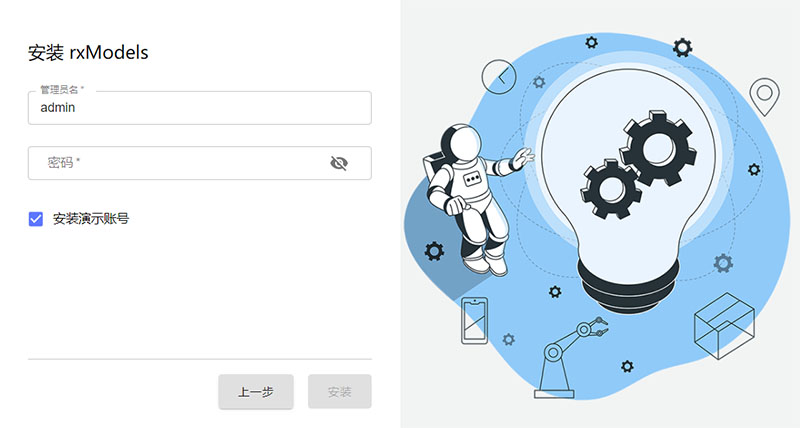 安装 rxModels
管理员名 *
admin
密码 *
安装演示账号
上一步
安装